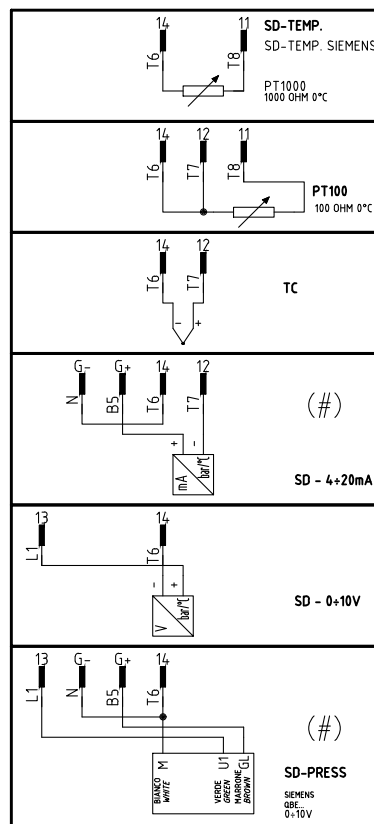 14 11 SD-TEMP.
SD-TEMP. SIEMENS
T6 T8
PT1000
1000 OHM 0°C
14 12 11
T6 T7 T8
PT100
100 OHM 0°C
14 12
T6 T7
TC
- +
G- G+ 14 12
N B5 T6 T7
(#)
+ -
mA bar/°C
SD - 4÷20mA
13 14
L1 T6
- +
V bar/°C
SD - 0÷10V
13 G- G+ 14
L1 N B5 T6
(#)
M U1 GL
BIANCO
WHITE
VERDE
GREEN
MARRONE
BROWN
SD-PRESS
SIEMENS
QBE...
0÷10V